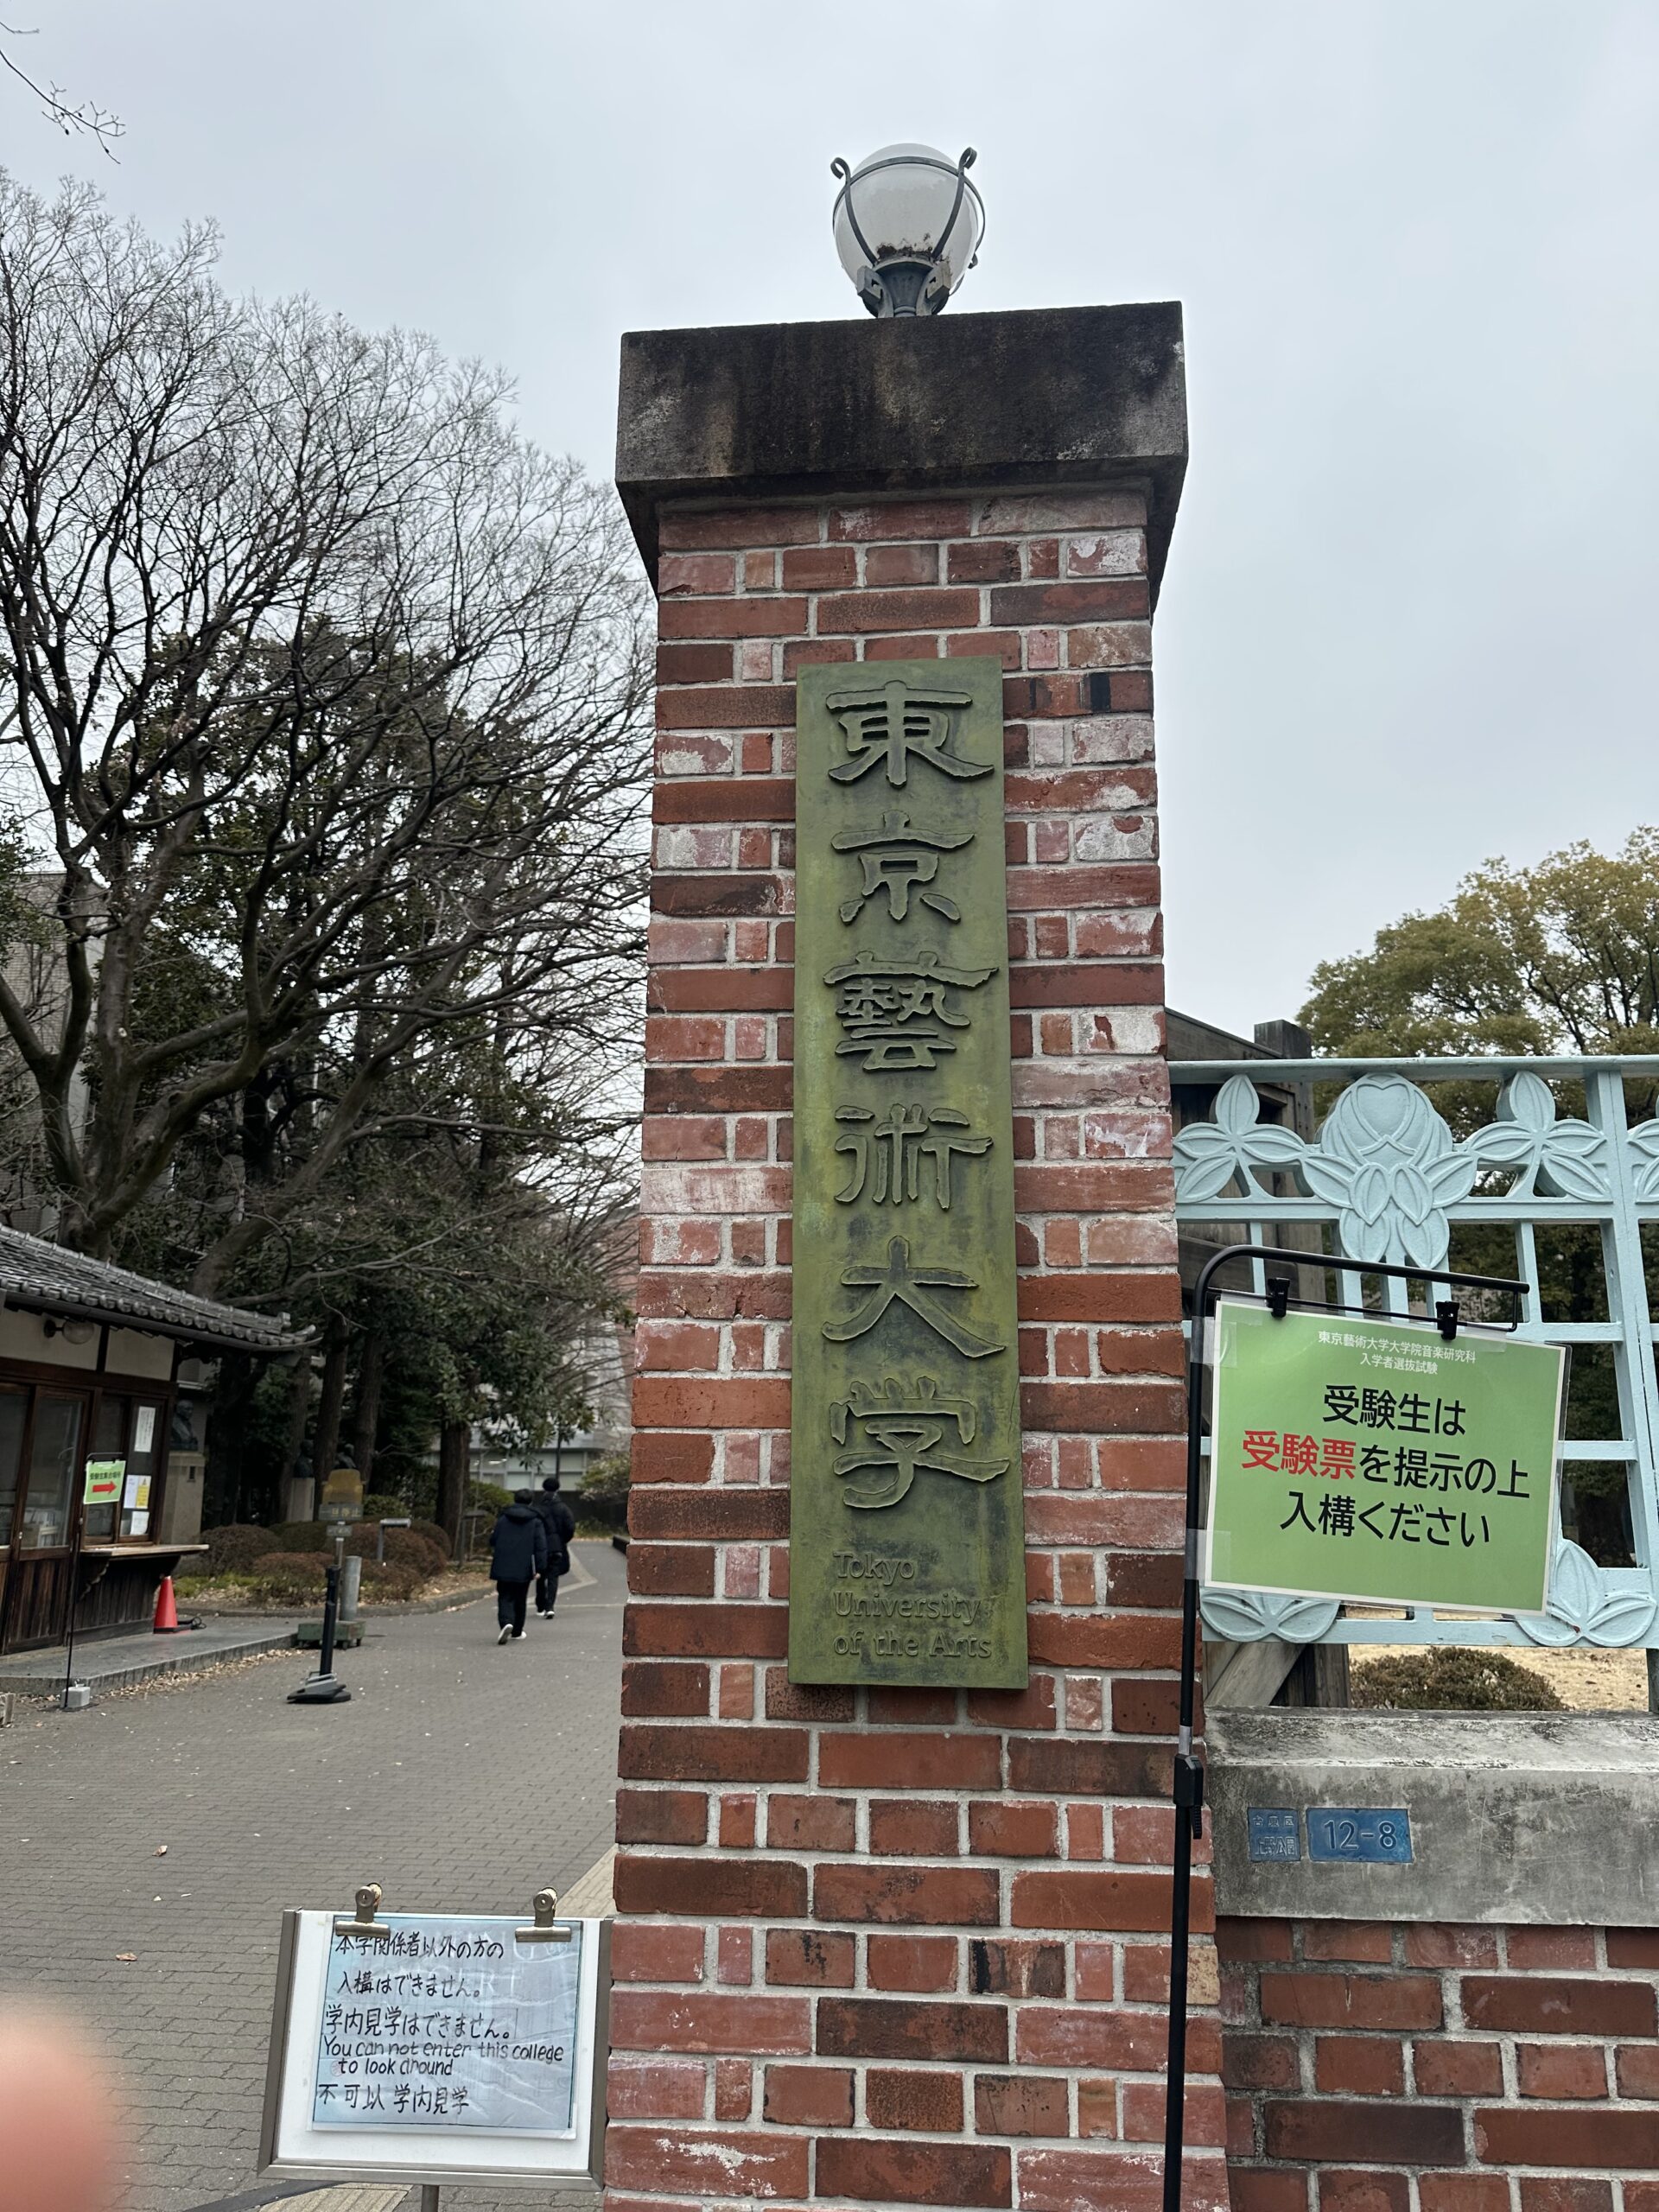 東京藝術大学
Tokyo
University
of the Arts
東京藝術大学大学院音楽研究科
入学者選抜試験
受験生は
受験票を提示の上
入構ください
12-8
本学関係者以外の方の
入構はできません。
学内見学はできません。
You can not enter this college
to look around
不可以 学内見学